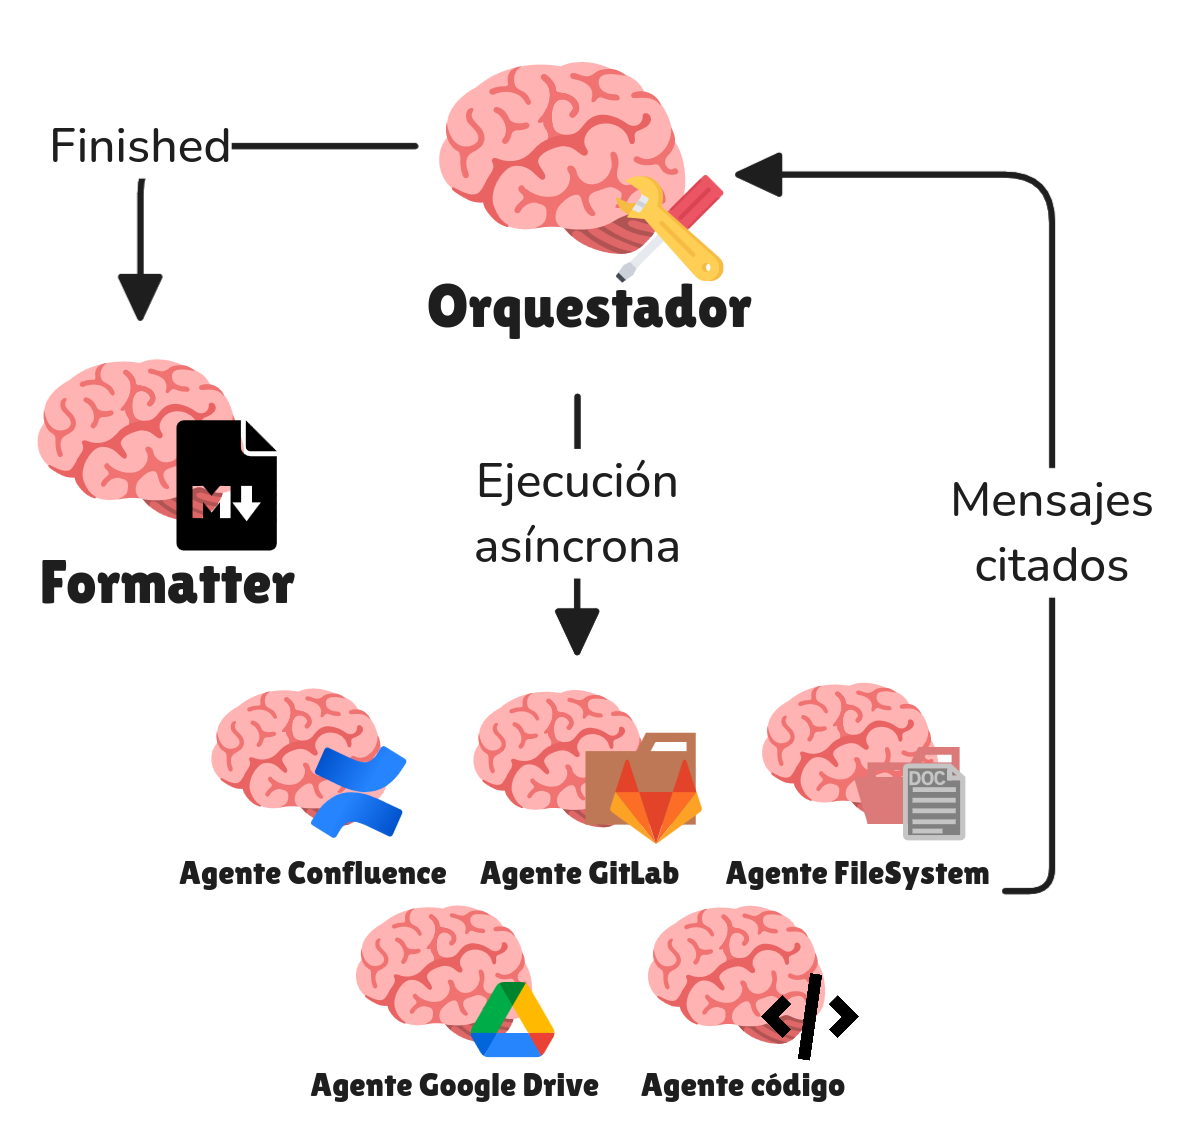 Finished
Orquestador
Formatter
Ejecución
asíncrona
Mensajes
citados
Agente Confluence
Agente GitLab
DOC
Agente FileSystem
Agente Google Drive
</>
Agente código
M